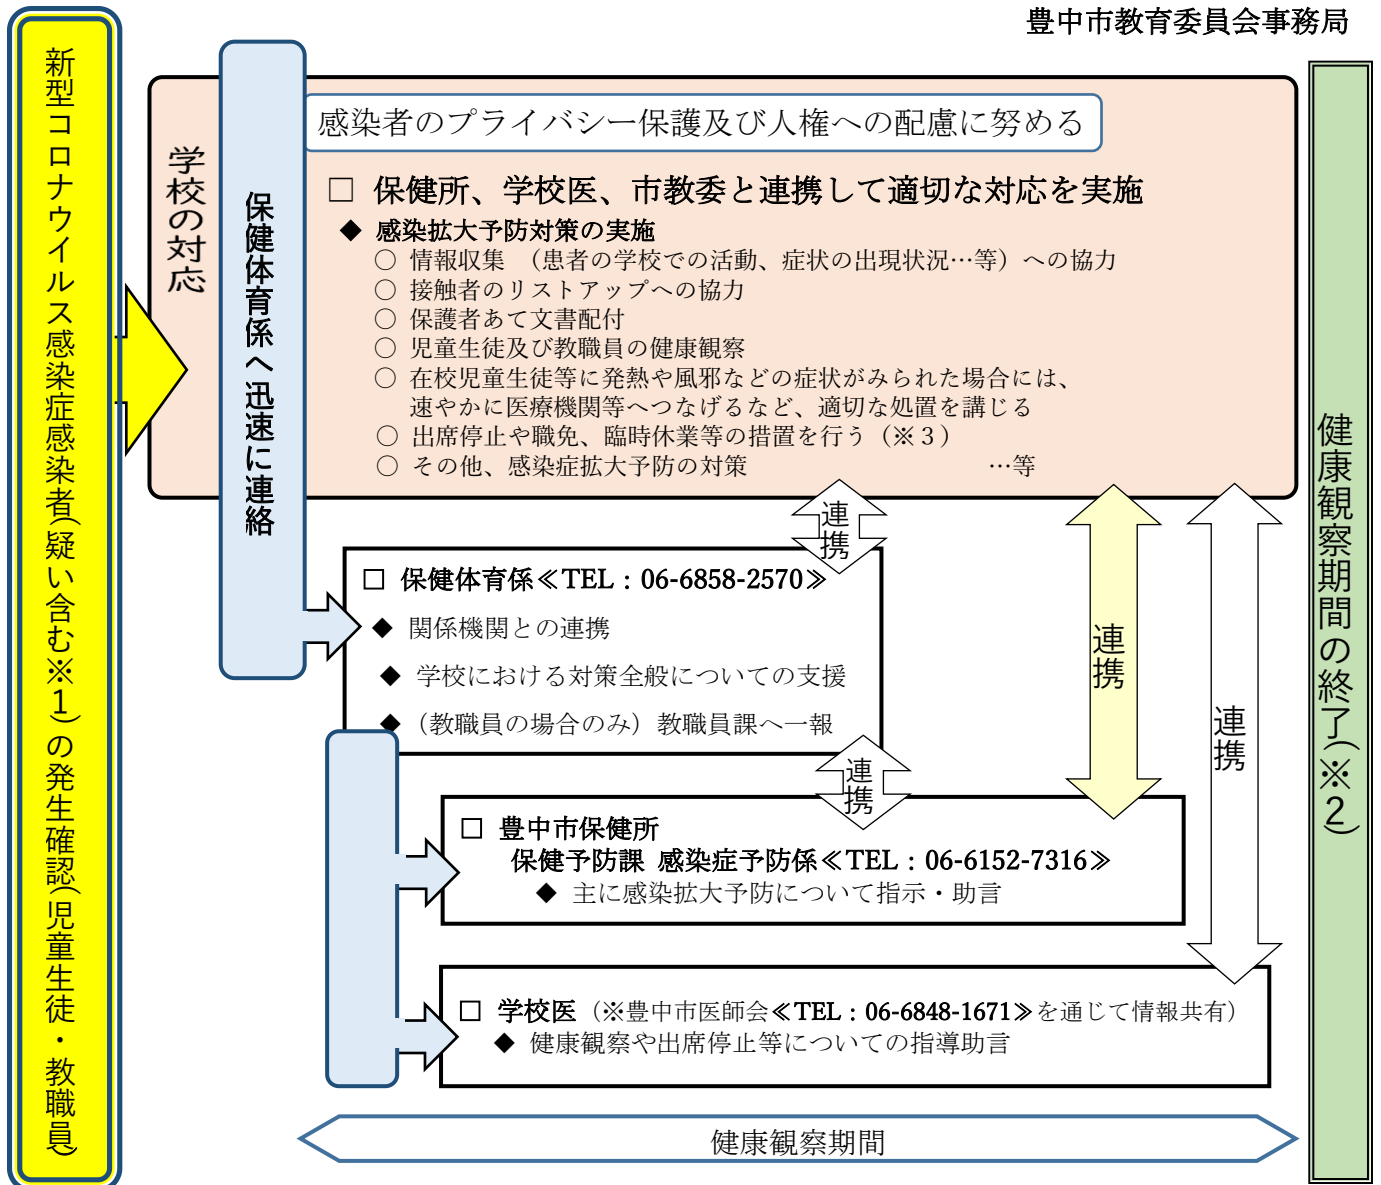 豊中市教育委員会事務局
新型コロナウイルス感染症感染者(疑い含む※1)の発生確認(児童生徒・教職員)
学校の対応
保健体育係へ迅速に連絡
感染者のプライバシー保護及び人権への配慮に努める
□ 保健所、学校医、市教委と連携して適切な対応を実施
◆ 感染拡大予防対策の実施
○ 情報収集 （患者の学校での活動、症状の出現状況…等）への協力
○ 接触者のリストアップへの協力
○ 保護者あて文書配付
○ 児童生徒及び教職員の健康観察
○ 在校児童生徒等に発熱や風邪などの症状がみられた場合には、
速やかに医療機関等へつなげるなど、適切な処置を講じる
○ 出席停止や職免、臨時休業等の措置を行う（※３）
○ その他、感染症拡大予防の対策 …等
連携
□ 保健体育係≪TEL：06-6858-2570≫
◆ 関係機関との連携
◆ 学校における対策全般についての支援
◆ （教職員の場合のみ）教職員課へ一報
連携
連携
連携
□ 豊中市保健所
保健予防課 感染症予防係≪TEL：06-6152-7316≫
◆ 主に感染拡大予防について指示・助言
□ 学校医（※豊中市医師会≪TEL：06-6848-1671≫を通じて情報共有）
◆ 健康観察や出席停止等についての指導助言
健康観察期間
健康観察期間の終了(※2)